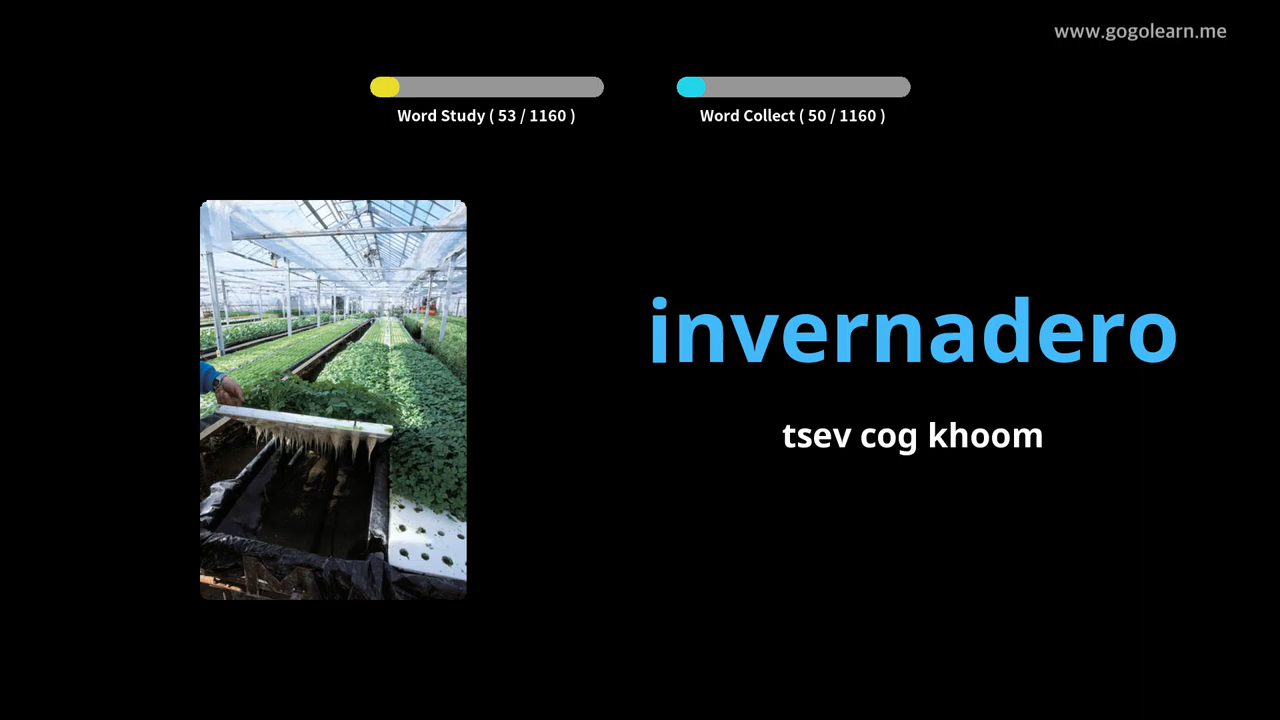 www.gogolearn.me
Word Study ( 53 / 1160 )
Word Collect ( 50 / 1160 )
invernadero
tsev cog khoom